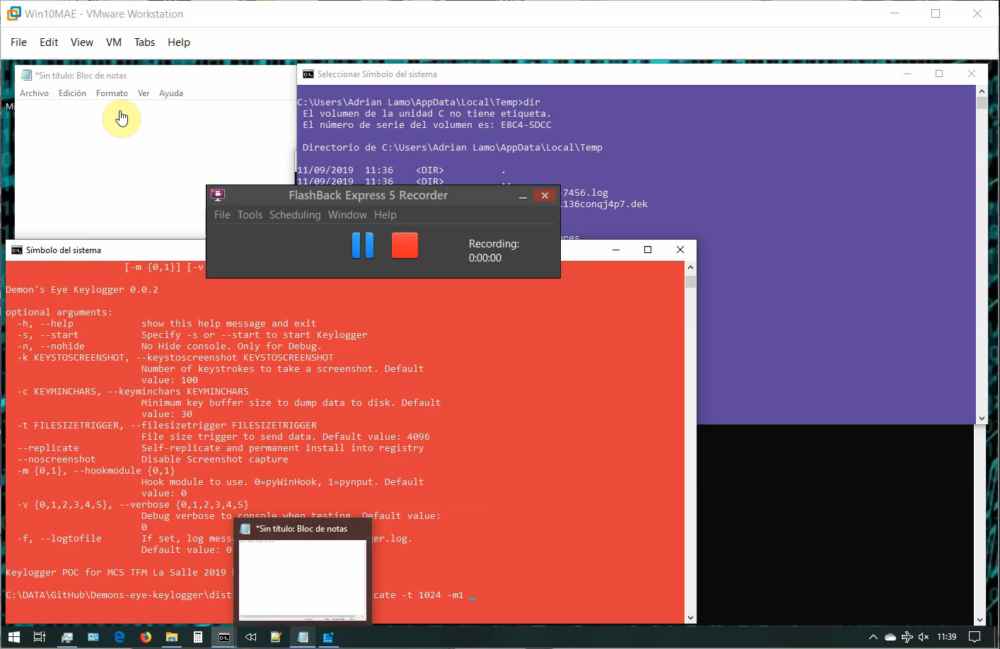 Win10MAE - VMware Workstation
File Edit View VM Tabs Help
*Sin título: Bloc de notas
Archivo Edición Formato Ver Ayuda
Seleccionar Símbolo del sistema
C:\Users\Adrian Lamo\AppData\Local\Temp>dir
El volumen de la unidad C no tiene etiqueta.
El número de serie del volumen es: E8C4-5DCC
Directorio de C:\Users\Adrian Lamo\AppData\Local\Temp
11/09/2019 11:36 <DIR> .
11/09/2019 11:36 <DIR> ..
-7456.log
1136conqj4p7.dek
FlashBack Express 5 Recorder
File Tools Scheduling Window Help
Recording:
0:00:00
Símbolo del sistema
[-m {0,1}] [-v
Demon's Eye Keylogger 0.0.2
optional arguments:
-h, --help show this help message and exit
-s, --start Specify -s or --start to start Keylogger
-n, --nohide No Hide console. Only for Debug.
-k KEYSTOSCREENSHOT, --keystoscreenshot KEYSTOSCREENSHOT
Number of keystrokes to take a screenshot. Default
value: 100
-c KEYMINCHARS, --keyminchars KEYMINCHARS
Minimum key buffer size to dump data to disk. Default
value: 30
-t FILESIZETRIGGER, --filesizetrigger FILESIZETRIGGER
File size trigger to send data. Default value: 4096
--replicate Self-replicate and permanent install into registry
--noscreenshot Disable Screenshot capture
-m {0,1}, --hookmodule {0,1}
Hook module to use. 0=pyWinHook, 1=pynput. Default
value: 0
-v {0,1,2,3,4,5}, --verbose {0,1,2,3,4,5}
Debug verbose to console when testing. Default value:
0
-f, --logtofile If set, log mess er.log.
Default value: 0
Keylogger POC for MCS TFM La Salle 2019
C:\DATA\GitHub\Demons-eye-keylogger\dist cate -t 1024 -m1
*Sin título: Bloc de notas
11:39